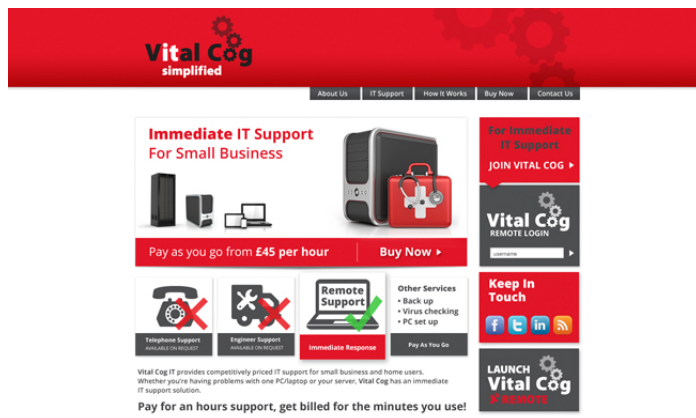 Vital Cog
simplified
About Us
IT Support
How It Works
Buy Now
Contact Us
Immediate IT Support
For Small Business
Pay as you go from £45 per hour
Buy Now
For Immediate
IT Support
JOIN VITAL COG
Vital Cog
REMOTE LOGIN
username
Telephone Support
AVAILABLE ON REQUEST
Engineer Support
AVAILABLE ON REQUEST
Remote
Support
Immediate Response
Other Services
• Back up
• Virus checking
• PC set up
Pay As You Go
Keep In
Touch
LAUNCH
Vital Cog
REMOTE
Vital Cog IT provides competitively priced IT support for small business and home users.
Whether you're having problems with one PC/laptop or your server, Vital Cog has an immediate
IT support solution.
Pay for an hours support, get billed for the minutes you use!